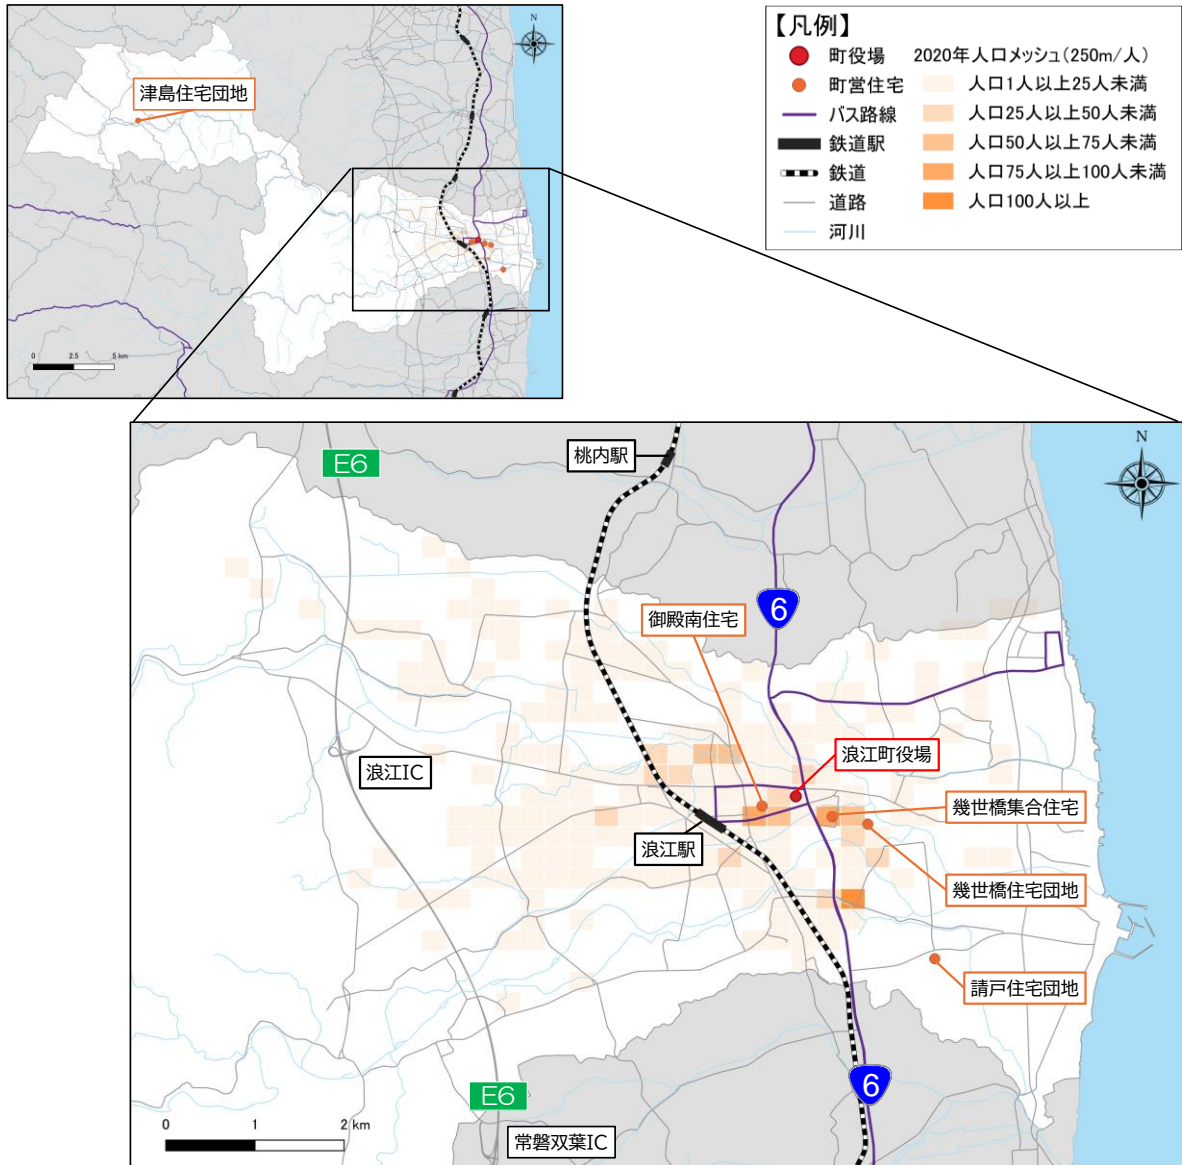 N
津島住宅団地
0 2.5 5 km
【凡例】
町役場
町営住宅
バス路線
鉄道駅
鉄道
道路
河川
2020年人口メッシュ(250m/人)
人口1人以上25人未満
人口25人以上50人未満
人口50人以上75人未満
人口75人以上100人未満
人口100人以上
E6
桃内駅
N
6
御殿南住宅
浪江町役場
浪江IC
幾世橋集合住宅
浪江駅
幾世橋住宅団地
請戸住宅団地
6
E6
0 1 2 km
常磐双葉IC